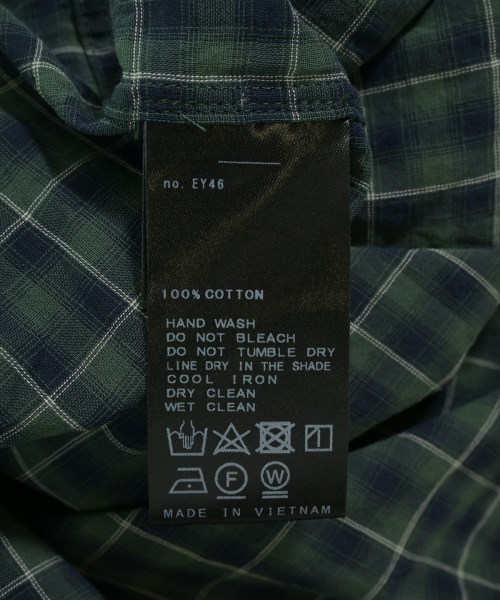 no. EY46
100% COTTON
HAND WASH
DO NOT BLEACH
DO NOT TUMBLE DRY
LINE DRY IN THE SHADE
COOL IRON
DRY CLEAN
WET CLEAN
F W
MADE IN VIETNAM